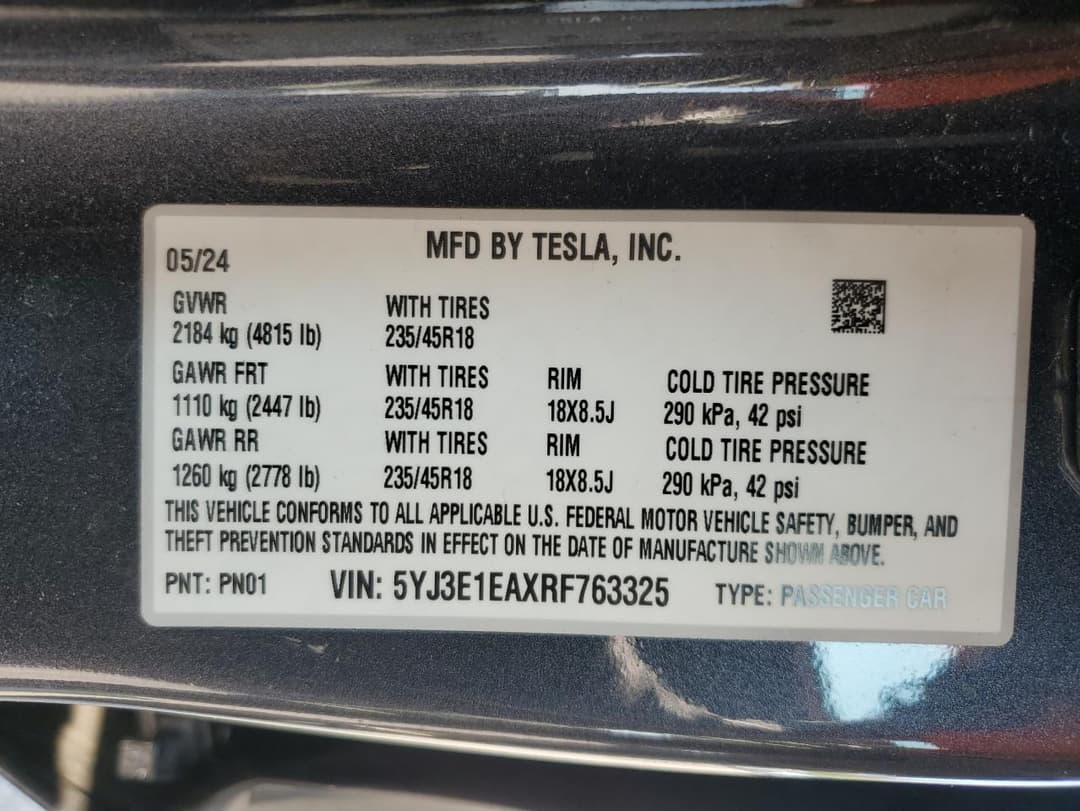 MFD BY TESLA, INC.
05/24
GVWR WITH TIRES
2184 kg (4815 lb) 235/45R18
GAWR FRT WITH TIRES RIM COLD TIRE PRESSURE
1110 kg (2447 lb) 235/45R18 18X8.5J 290 kPa, 42 psi
GAWR RR WITH TIRES RIM COLD TIRE PRESSURE
1260 kg (2778 lb) 235/45R18 18X8.5J 290 kPa, 42 psi
THIS VEHICLE CONFORMS TO ALL APPLICABLE U.S. FEDERAL MOTOR VEHICLE SAFETY, BUMPER, AND
THEFT PREVENTION STANDARDS IN EFFECT ON THE DATE OF MANUFACTURE SHOWN ABOVE.
PNT: PN01 VIN: 5YJ3E1EAXRF763325 TYPE: PASSENGER CAR